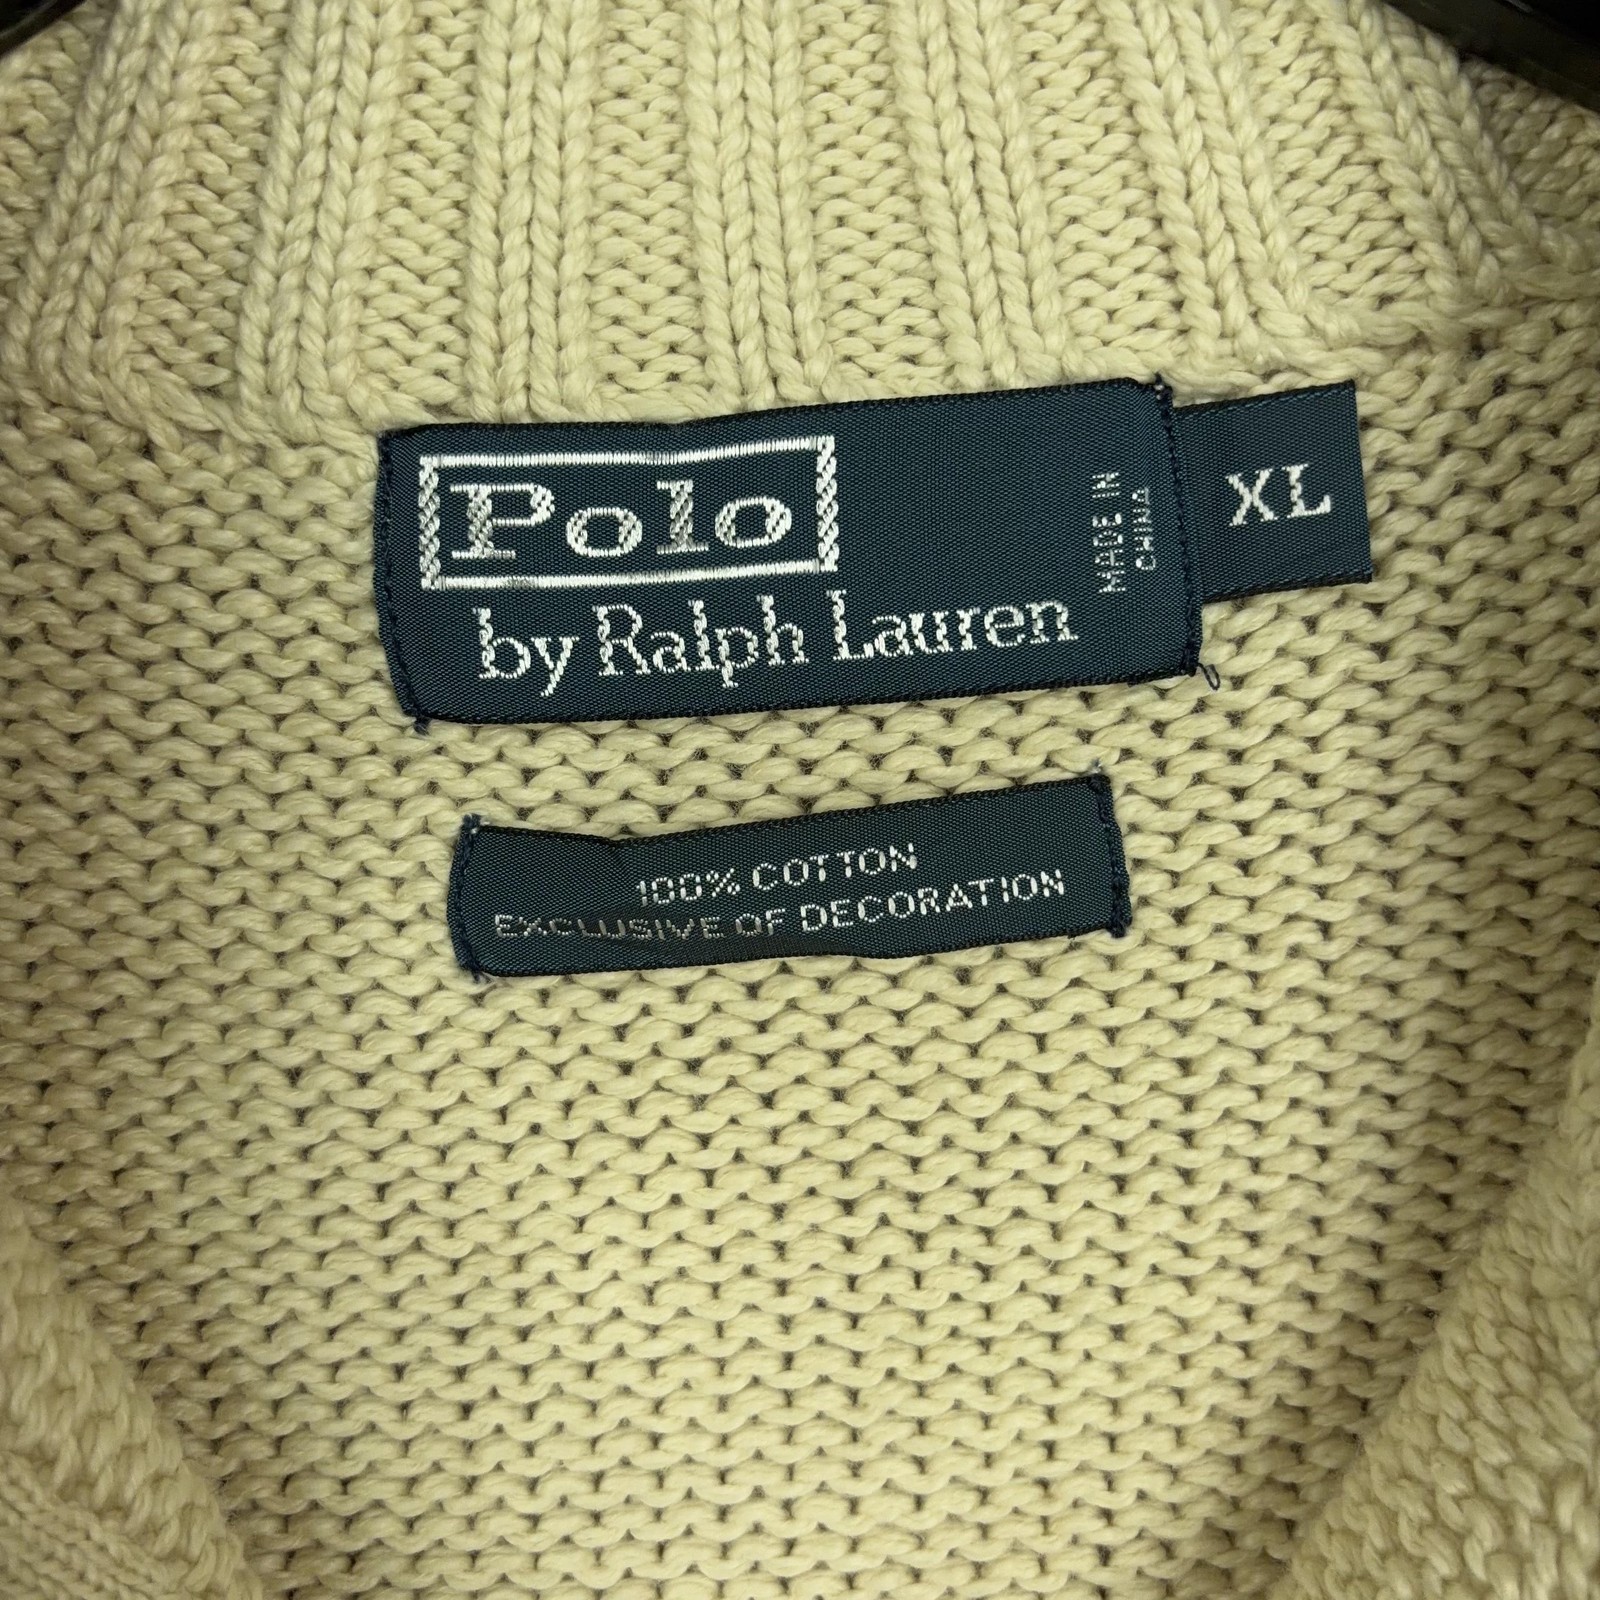 Polo
by Ralph Lauren
MADE IN
CHINA
XL
100% COTTON
EXCLUSIVE OF DECORATION